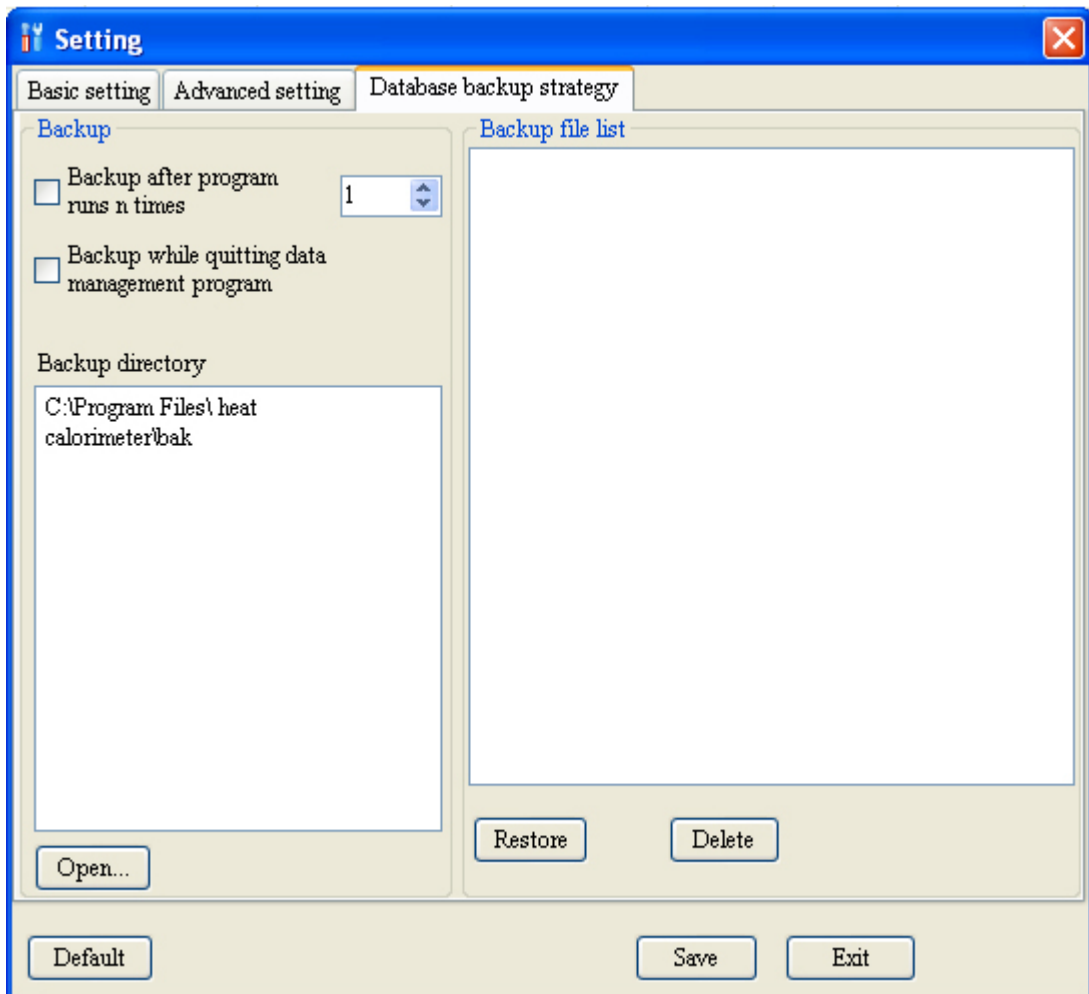 Setting
Basic setting
Advanced setting
Database backup strategy
Backup
Backup after program
runs n times
1
Backup while quitting data
management program
Backup directory
C:\Program Files\ heat
calorimeter\bak
Open...
Backup file list
Restore
Delete
Default
Save
Exit